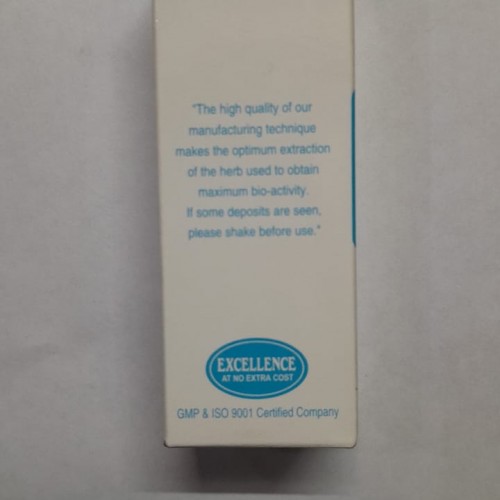 "The high quality of our
manufacturing technique
makes the optimum extraction
of the herb used to obtain
maximum bio-activity.
If some deposits are seen,
please shake before use."
EXCELLENCE
AT NO EXTRA COST
GMP & ISO 9001 Certified Company